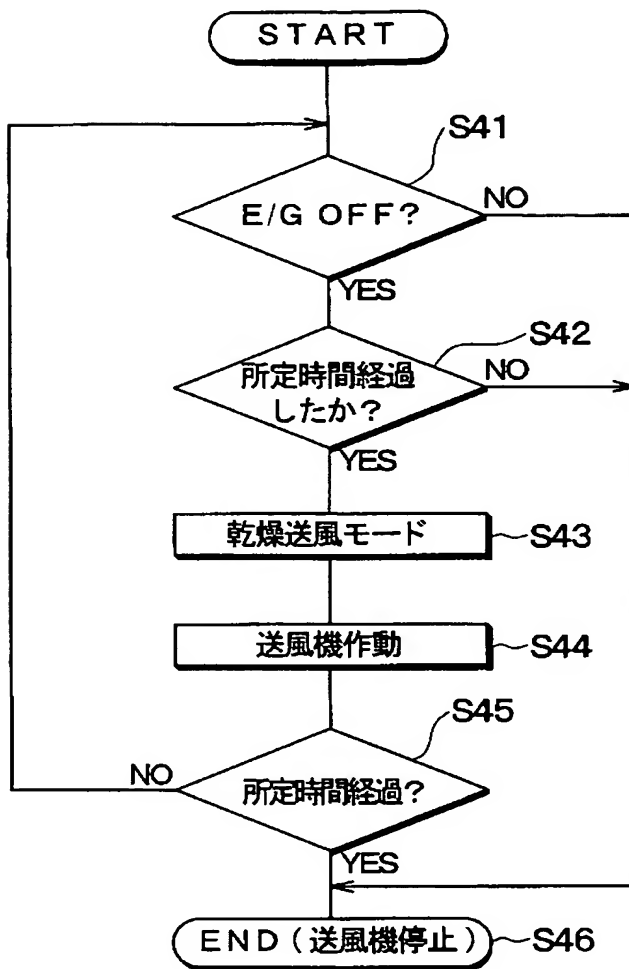 START
S41
E/G OFF?
NO
YES
S42
所定時間経過
したか?
NO
YES
乾燥送風モード
S43
送風機作動
S44
S45
NO
所定時間経過?
YES
END(送風機停止)
S46